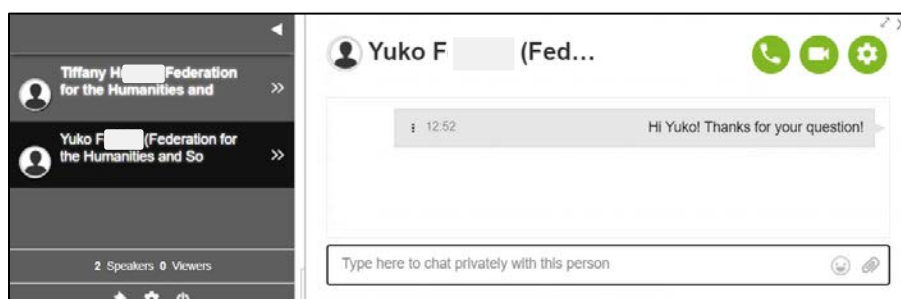 Tiffany H Federation
for the Humanities and
Yuko F (Federation for
the Humanities and So
2 Speakers 0 Viewers
Yuko F (Fed...
12:52 Hi Yuko! Thanks for your question!
Type here to chat privately with this person